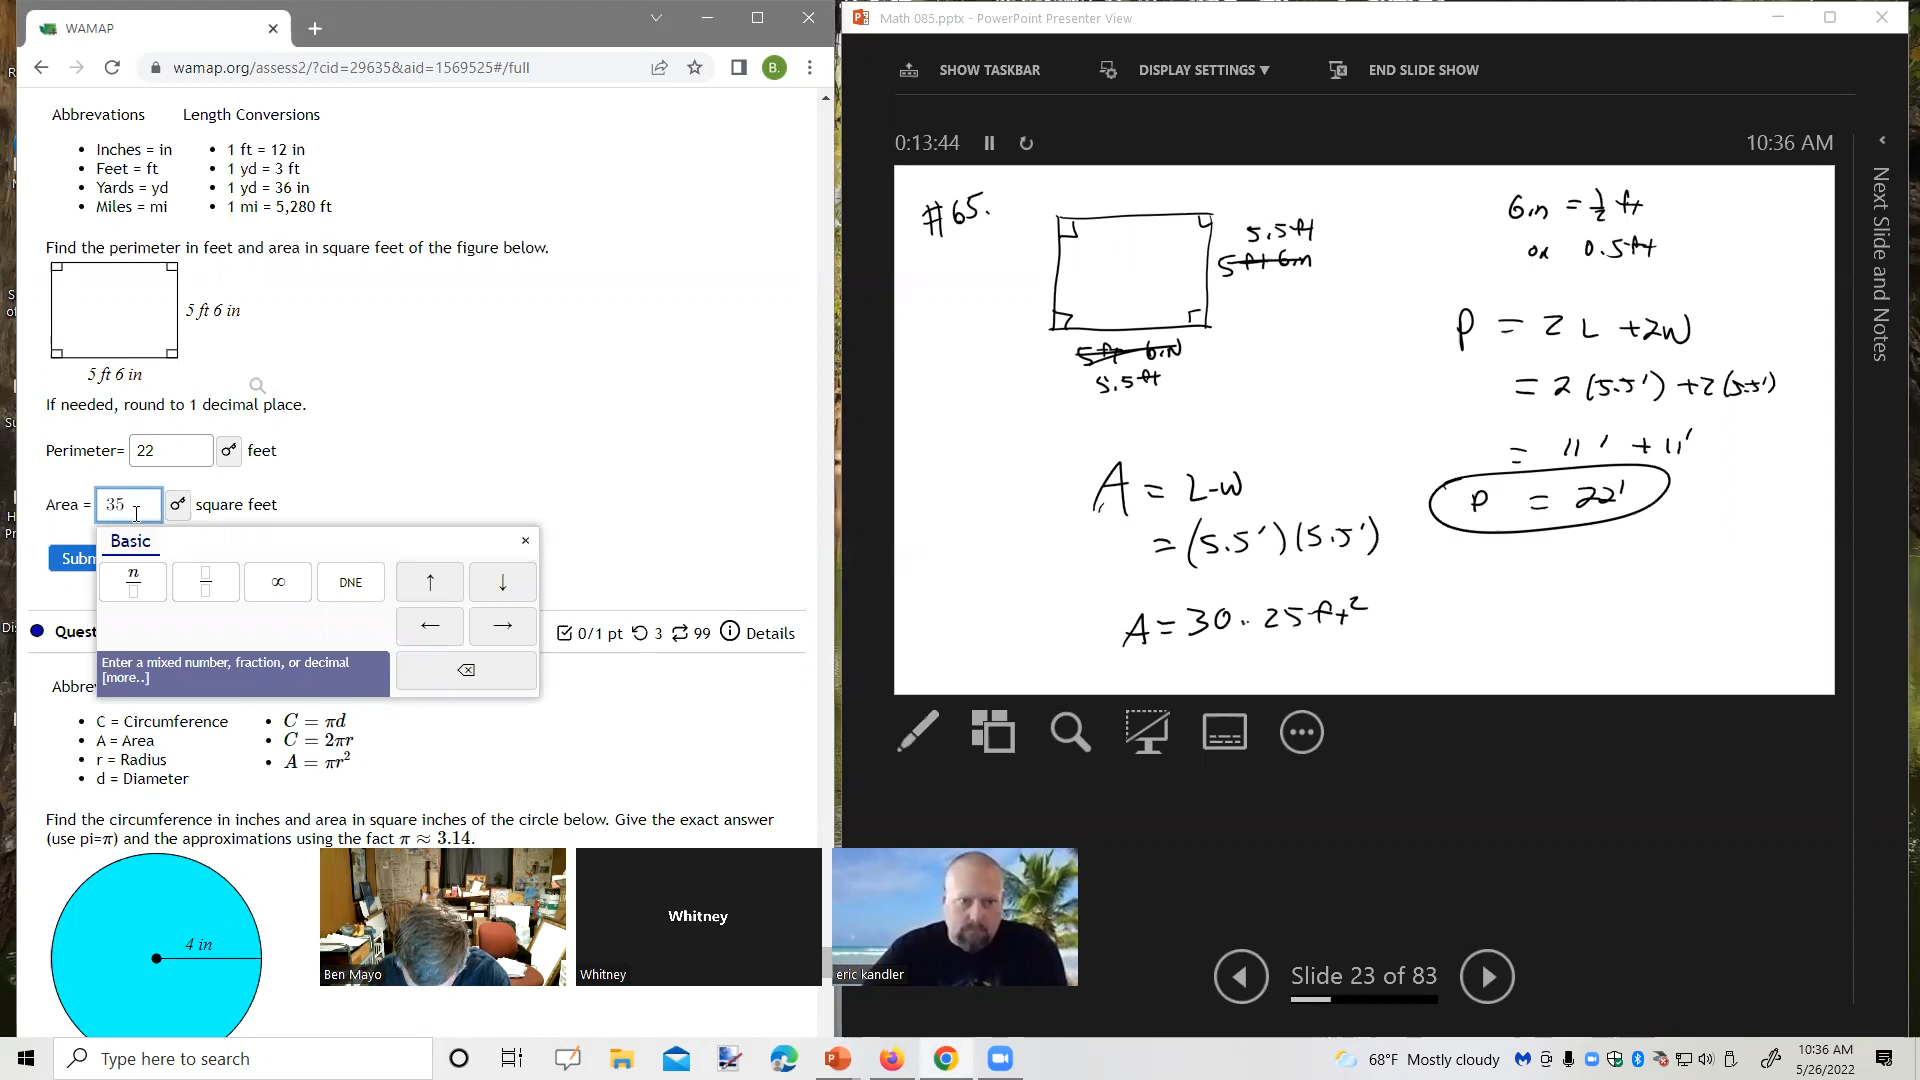 WAMAP
Math 085.pptx - PowerPoint Presenter View
wamap.org/assess2/?cid=29635&aid=1569525#/full
B.
SHOW TASKBAR
DISPLAY SETTINGS ▼
END SLIDE SHOW
0:13:44
10:36 AM
Next Slide and Notes
Abbrevations
Length Conversions
• Inches = in
• 1 ft = 12 in
• Feet = ft
• 1 yd = 3 ft
• Yards = yd
• 1 yd = 36 in
• Miles = mi
• 1 mi = 5,280 ft
Find the perimeter in feet and area in square feet of the figure below.
5 ft 6 in
5 ft 6 in
If needed, round to 1 decimal place.
Perimeter= 22 feet
Area = 35 square feet
Subm
Basic
×
n
∞
DNE
↑
↓
←
→
Enter a mixed number, fraction, or decimal
[more..]
Quest
0/1 pt 3 99 Details
Abbre
• C = Circumference
• C = πd
• A = Area
• C = 2πr
• r = Radius
• A = πr²
• d = Diameter
Find the circumference in inches and area in square inches of the circle below. Give the exact answer
(use pi=π) and the approximations using the fact π ≈ 3.14.
4 in
#65.
5.5ft
5ft 6in
5ft 6in
5.5ft
6in = 1/2 ft
or 0.5ft
P = 2L + 2W
= 2(5.5') + 2(5.5')
= 11' + 11'
P = 22'
A = L·W
= (5.5')(5.5')
A = 30.25ft²
Ben Mayo
Whitney
Whitney
eric kandler
Slide 23 of 83
Type here to search
68°F Mostly cloudy
10:36 AM
5/26/2022